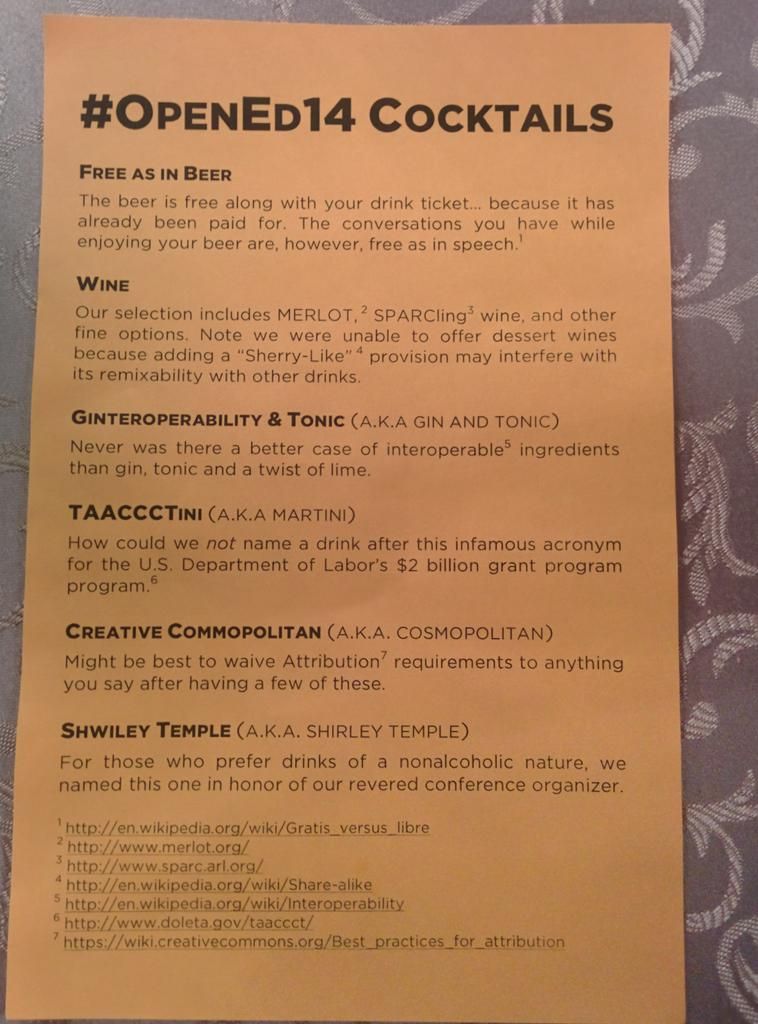 #OpenEd14 Cocktails
Free as in Beer
The beer is free along with your drink ticket... because it has
already been paid for. The conversations you have while
enjoying your beer are, however, free as in speech.¹
Wine
Our selection includes MERLOT,² SPARCling³ wine, and other
fine options. Note we were unable to offer dessert wines
because adding a "Sherry-Like"⁴ provision may interfere with
its remixability with other drinks.
Ginteroperability & Tonic (A.K.A GIN AND TONIC)
Never was there a better case of interoperable⁵ ingredients
than gin, tonic and a twist of lime.
TAACCCTini (A.K.A MARTINI)
How could we not name a drink after this infamous acronym
for the U.S. Department of Labor's $2 billion grant program
program.⁶
Creative Commopolitan (A.K.A. COSMOPOLITAN)
Might be best to waive Attribution⁷ requirements to anything
you say after having a few of these.
Shwiley Temple (A.K.A. SHIRLEY TEMPLE)
For those who prefer drinks of a nonalcoholic nature, we
named this one in honor of our revered conference organizer.
¹ http://en.wikipedia.org/wiki/Gratis_versus_libre
² http://www.merlot.org/
³ http://www.sparc.arl.org/
⁴ http://en.wikipedia.org/wiki/Share-alike
⁵ http://en.wikipedia.org/wiki/Interoperability
⁶ http://www.doleta.gov/taaccct/
⁷ https://wiki.creativecommons.org/Best_practices_for_attribution